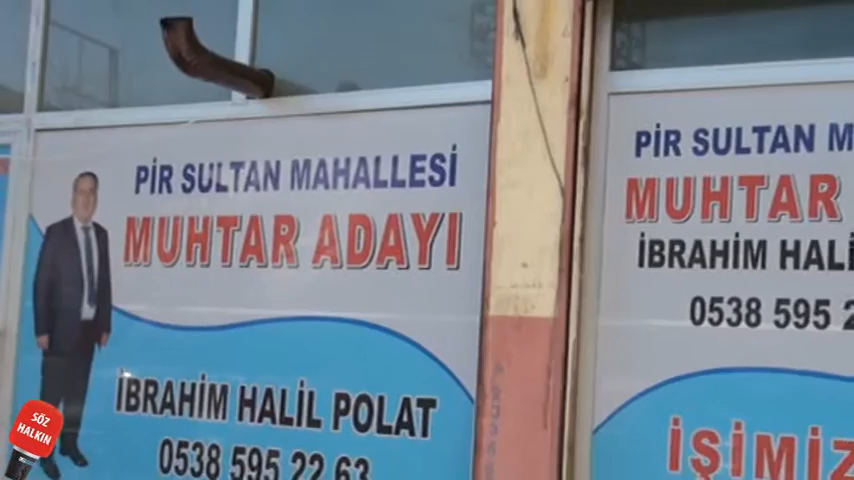 PİR SULTAN MAHALLESİ
MUHTAR ADAYI
İBRAHİM HALİL POLAT
0538 595 22 63
PİR SULTAN
MUHTAR
İBRAHİM HALİL
0538 595
İŞİMİZ
SÖZ
HALKIN